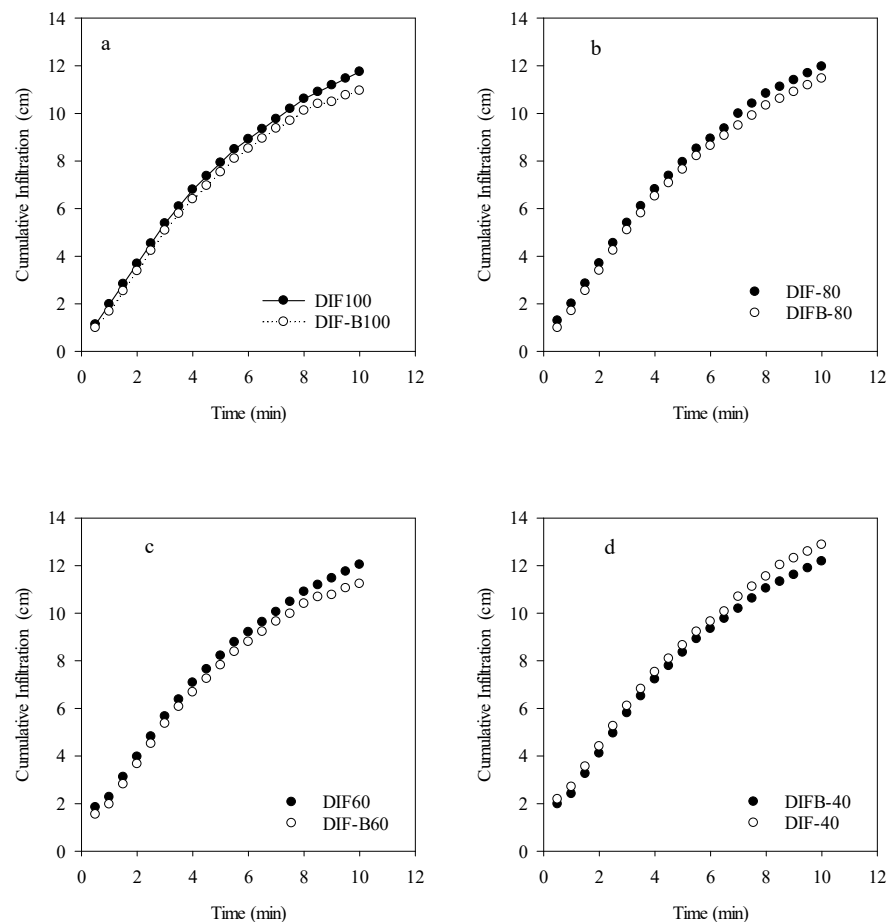 a
Cumulative Infiltration (cm)
14
12
10
8
6
4
2
0
0 2 4 6 8 10 12
Time (min)
DIF100
DIF-B100
b
Cumulative Infiltration (cm)
14
12
10
8
6
4
2
0
0 2 4 6 8 10 12
Time (min)
DIF-80
DIFB-80
c
Cumulative Infiltration (cm)
14
12
10
8
6
4
2
0
0 2 4 6 8 10 12
Time (min)
DIF60
DIF-B60
d
Cumulative Infiltration (cm)
14
12
10
8
6
4
2
0
0 2 4 6 8 10 12
Time (min)
DIFB-40
DIF-40